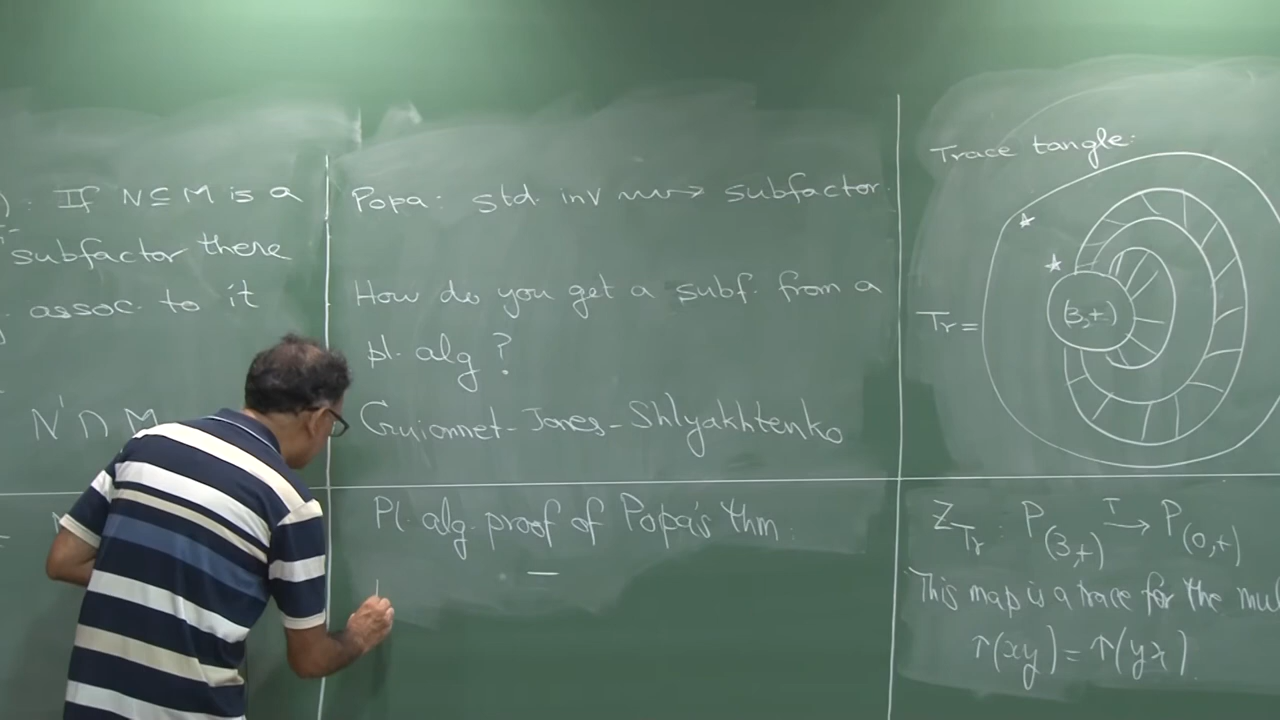 ) : If N⊆M is a
subfactor there
assoc. to it
N'∩M
Popa: std. inv ⇝ subfactor.
How do you get a subf. from a
pl. alg ?
Guionnet-Jones-Shlyakhtenko
Pl. alg. proof of Popa's thm.
Trace tangle:
Tr =
(3,+)
Z_Tr : P_(3,+) →^T P_(0,+)
This map is a trace for the mul
τ(xy) = τ(yx)